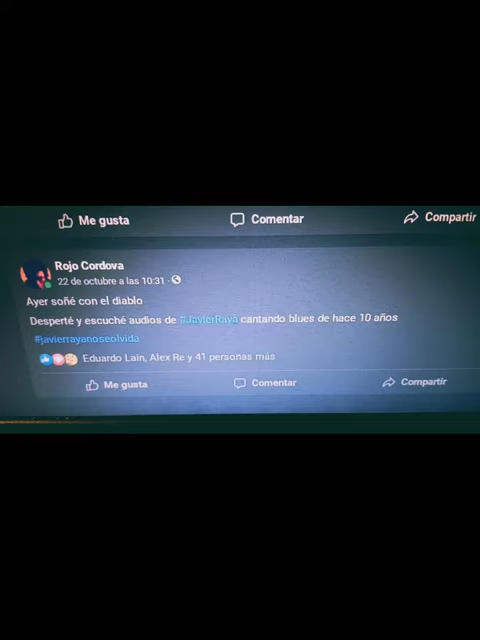 Me gusta Comentar Compartir
Rojo Cordova
22 de octubre a las 10:31 ·
Ayer soñé con el diablo
Desperté y escuché audios de #JavierRaya cantando blues de hace 10 años
#javierrayanoseolvida
Eduardo Lain, Alex Re y 41 personas más
Me gusta Comentar Compartir